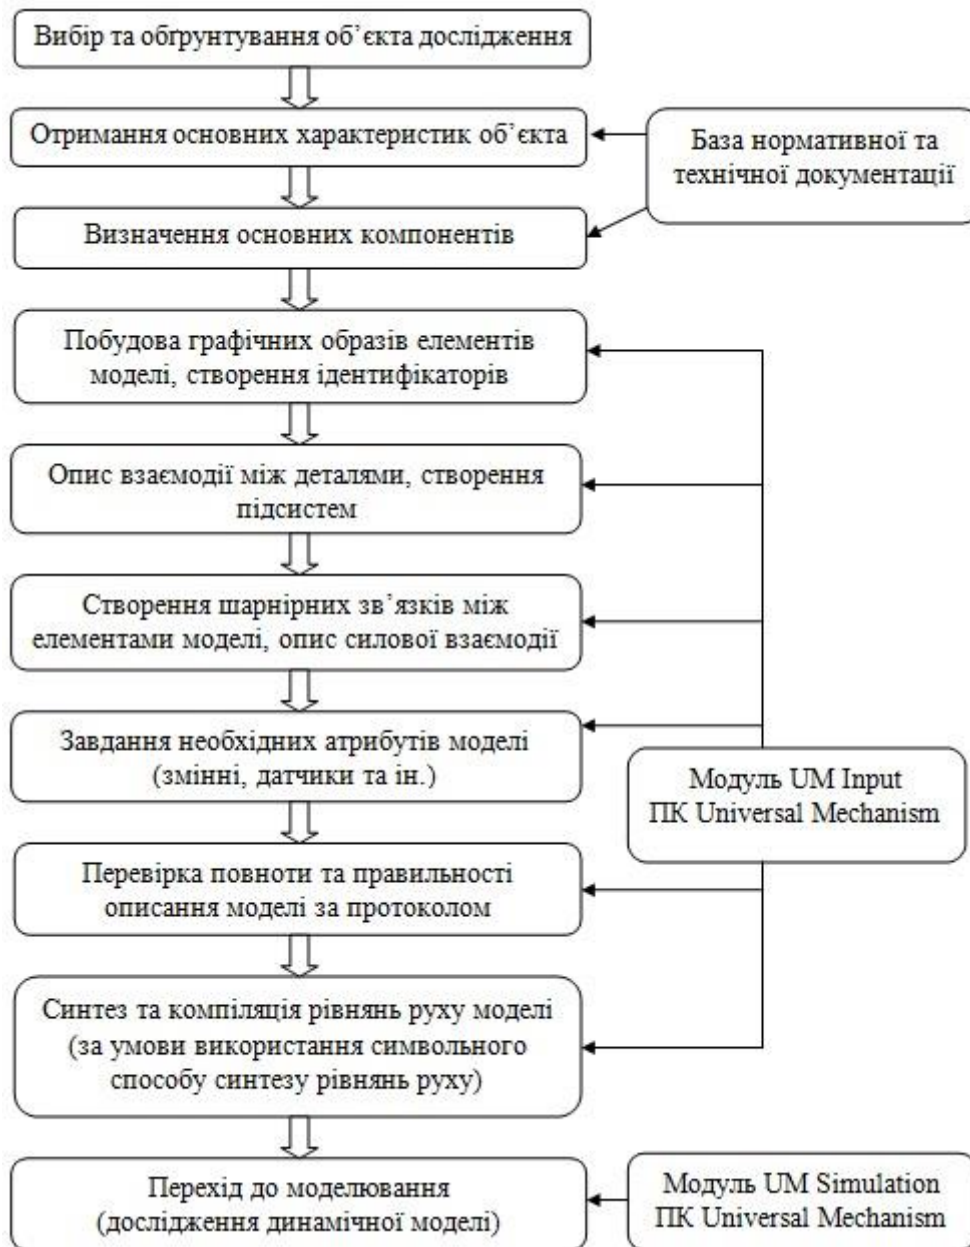 Вибір та обґрунтування об’єкта дослідження
Отримання основних характеристик об’єкта
База нормативної та
технічної документації
Визначення основних компонентів
Побудова графічних образів елементів
моделі, створення ідентифікаторів
Опис взаємодії між деталями, створення
підсистем
Створення шарнірних зв’язків між
елементами моделі, опис силової взаємодії
Завдання необхідних атрибутів моделі
(змінні, датчики та ін.)
Модуль UM Input
ПК Universal Mechanism
Перевірка повноти та правильності
описання моделі за протоколом
Синтез та компіляція рівнянь руху моделі
(за умови використання символьного
способу синтезу рівнянь руху)
Перехід до моделювання
(дослідження динамічної моделі)
Модуль UM Simulation
ПК Universal Mechanism